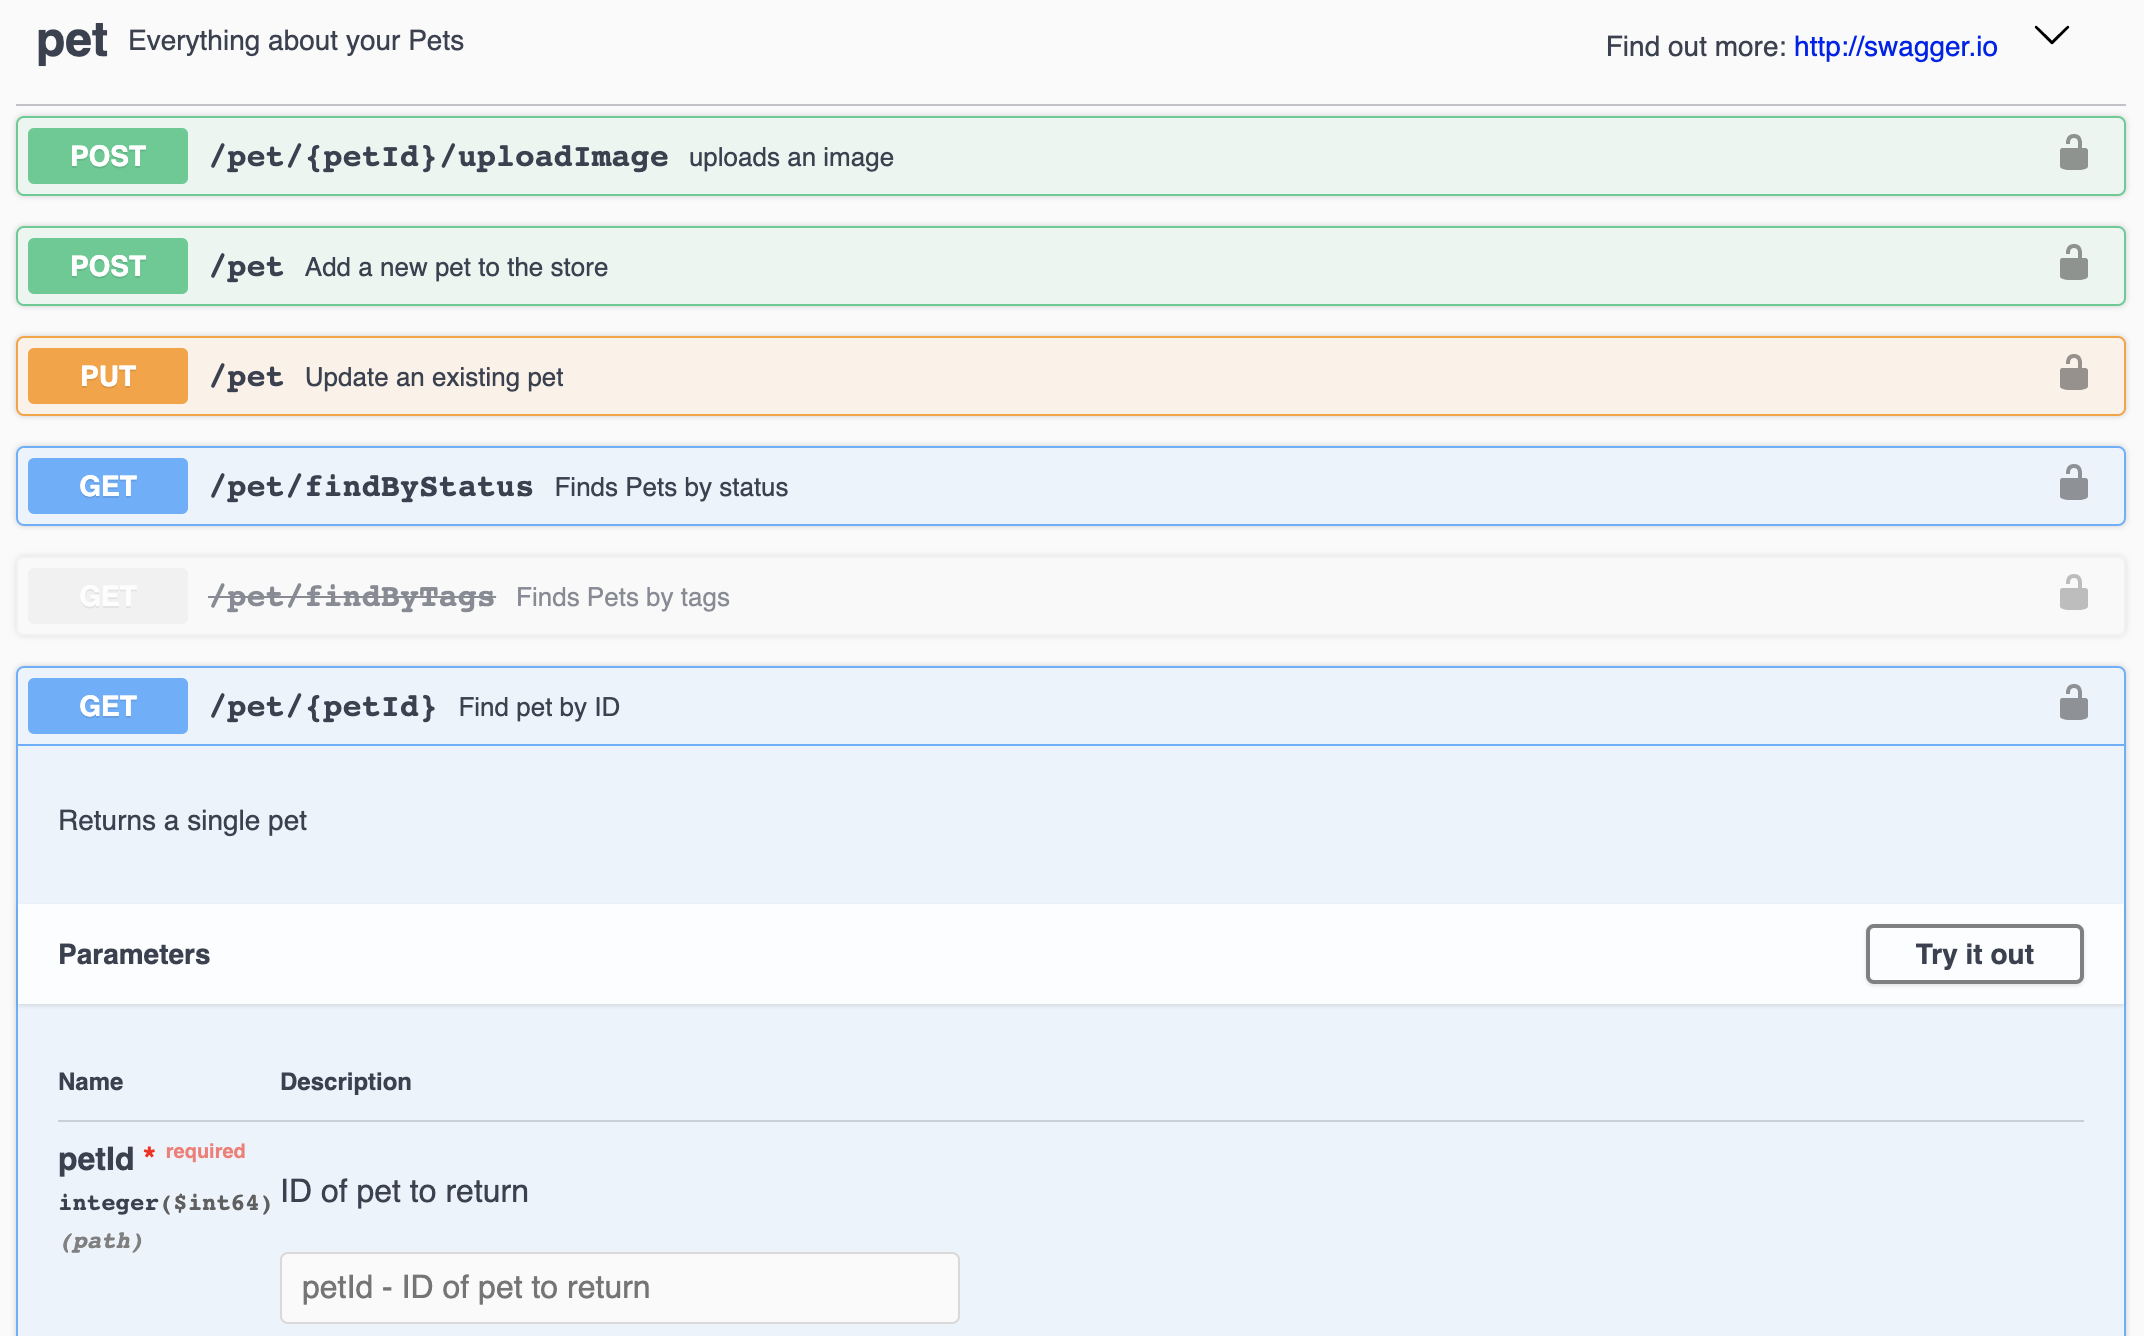 pet Everything about your Pets Find out more: http://swagger.io
POST /pet/{petId}/uploadImage uploads an image
POST /pet Add a new pet to the store
PUT /pet Update an existing pet
GET /pet/findByStatus Finds Pets by status
GET /pet/findByTags Finds Pets by tags
GET /pet/{petId} Find pet by ID
Returns a single pet
Parameters Try it out
Name Description
petId * required
ID of pet to return
integer($int64)
(path)
petId - ID of pet to return